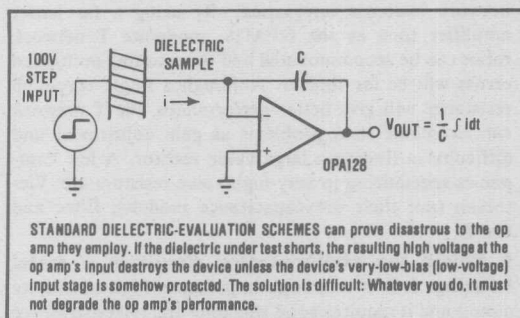 100V
STEP
INPUT
DIELECTRIC
SAMPLE
i
C
−
+
OPA128
VOUT = 1/C ∫ idt
STANDARD DIELECTRIC-EVALUATION SCHEMES can prove disastrous to the op
amp they employ. If the dielectric under test shorts, the resulting high voltage at the
op amp's input destroys the device unless the device's very-low-bias (low-voltage)
input stage is somehow protected. The solution is difficult: Whatever you do, it must
not degrade the op amp's performance.